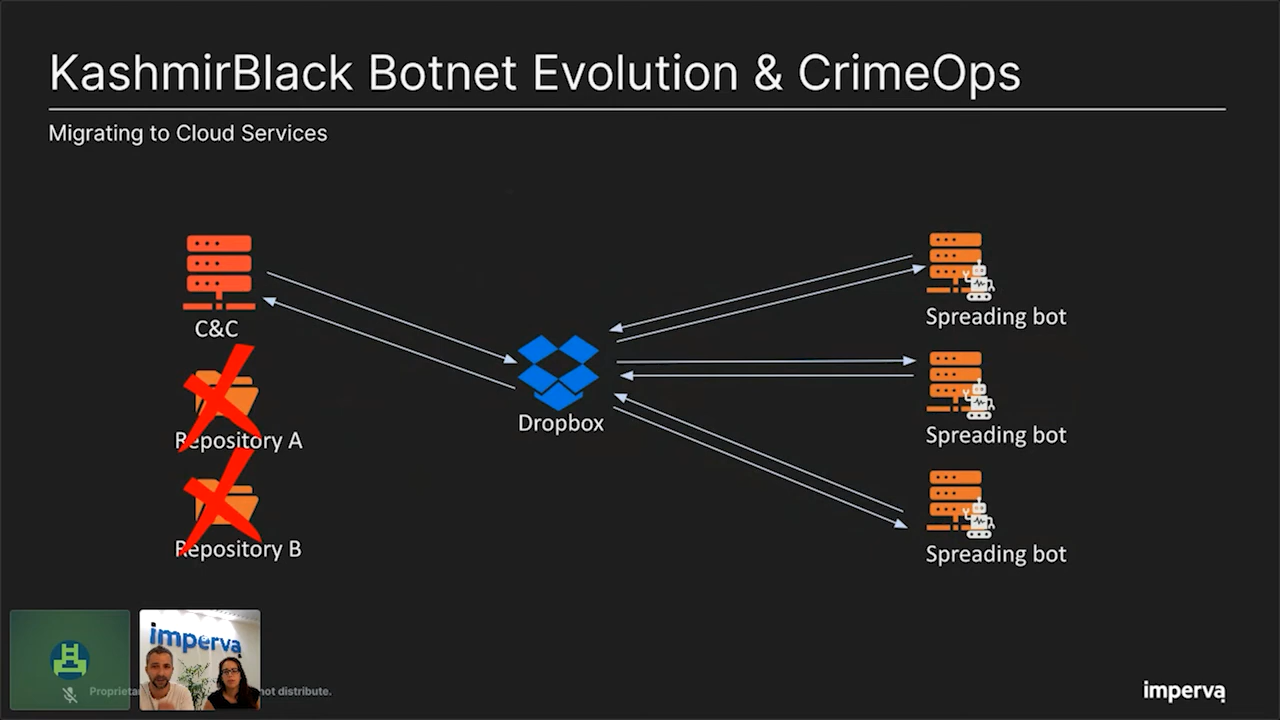 KashmirBlack Botnet Evolution & CrimeOps
Migrating to Cloud Services
C&C
Repository A
Repository B
Dropbox
Spreading bot
Spreading bot
Spreading bot
imperva
not distribute.
imperva